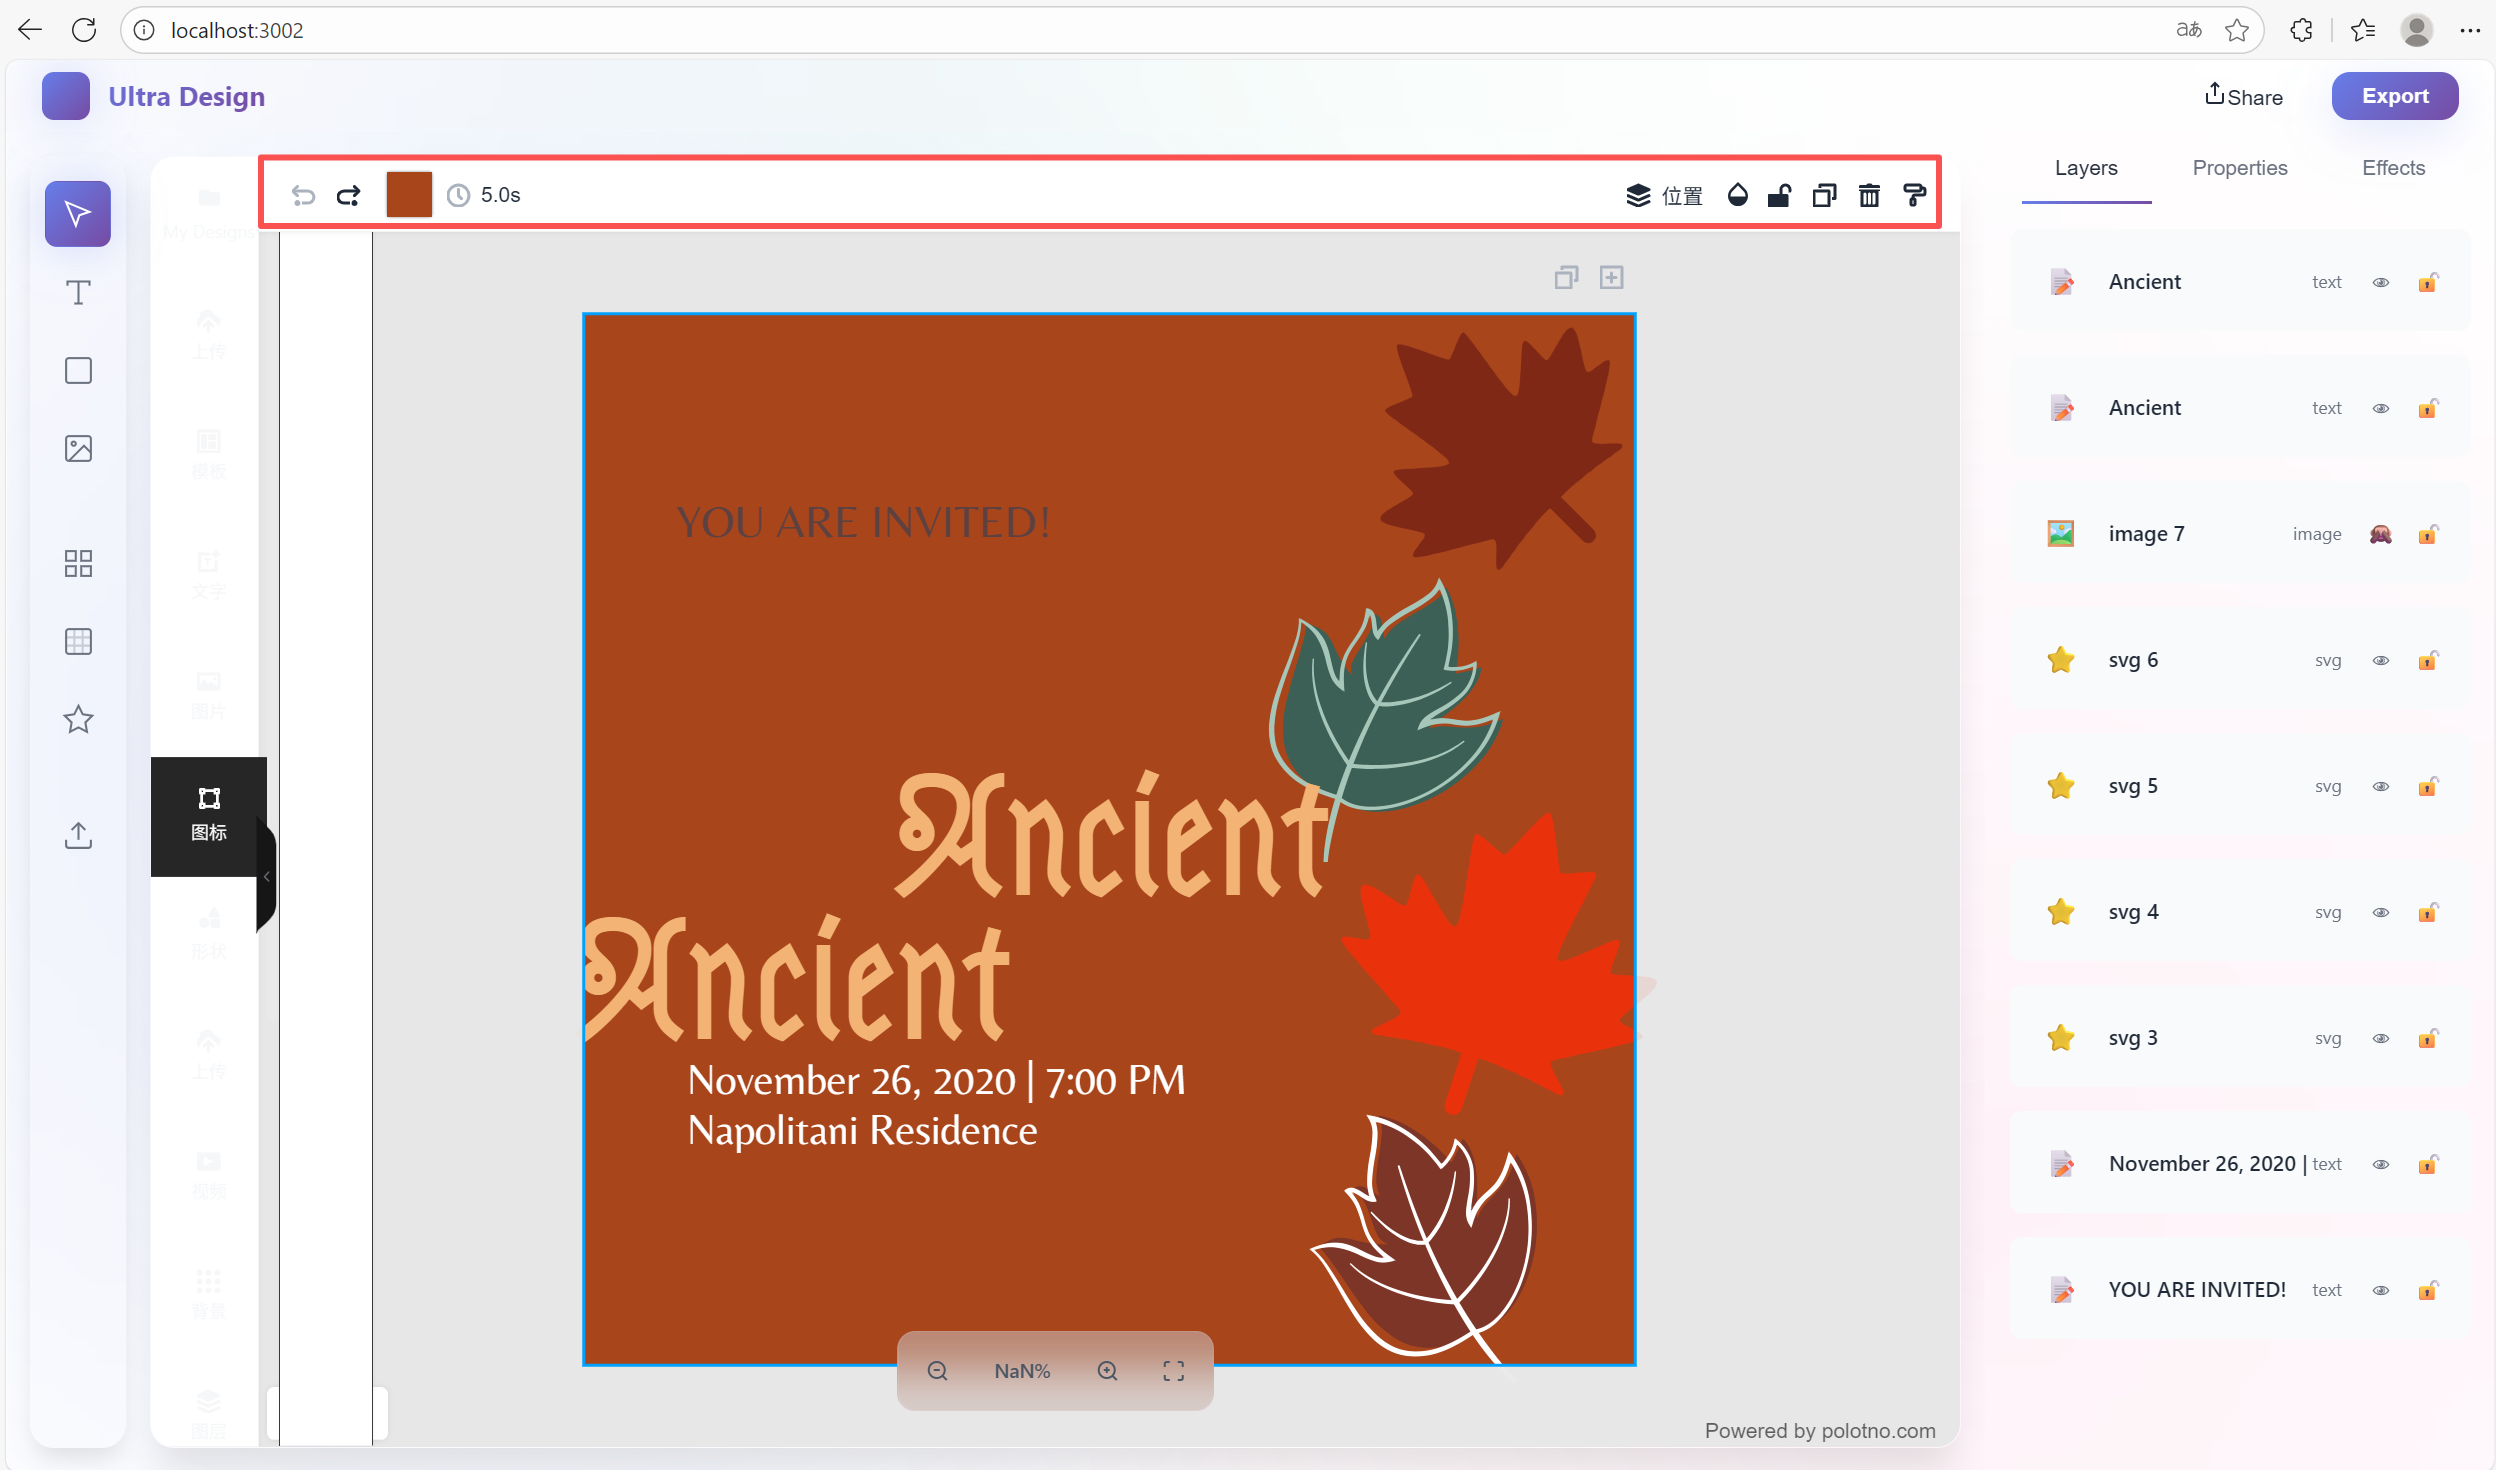 localhost:3002
aあ
Ultra Design
Share
Export
5.0s
位置
Layers
Properties
Effects
My Designs
上传
模板
文字
图片
图标
形状
上传
视频
背景
图层
YOU ARE INVITED!
Ancient
Ancient
November 26, 2020 | 7:00 PM
Napolitani Residence
NaN%
Powered by polotno.com
Ancient text
Ancient text
image 7 image
svg 6 svg
svg 5 svg
svg 4 svg
svg 3 svg
November 26, 2020 | text
YOU ARE INVITED! text